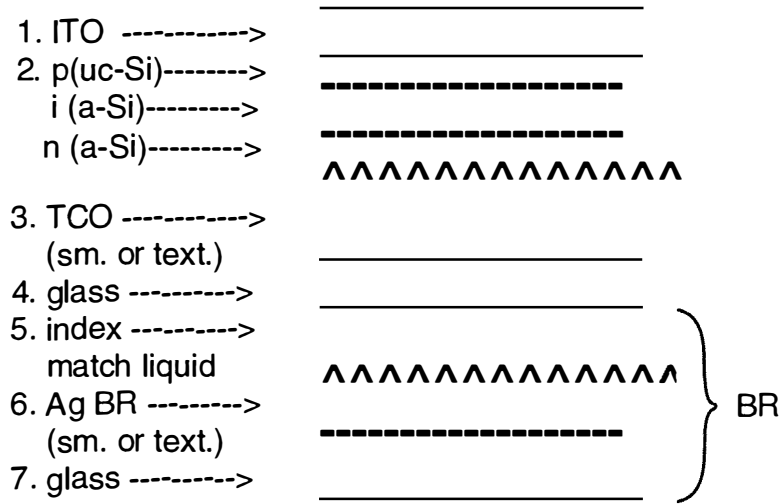 1. ITO ------------>
2. p(uc-Si)-------->
i (a-Si)--------->
n (a-Si)--------->
3. TCO ------------>
(sm. or text.)
4. glass ----------->
5. index ---------->
match liquid
6. Ag BR --------->
(sm. or text.)
7. glass ----------->
BR